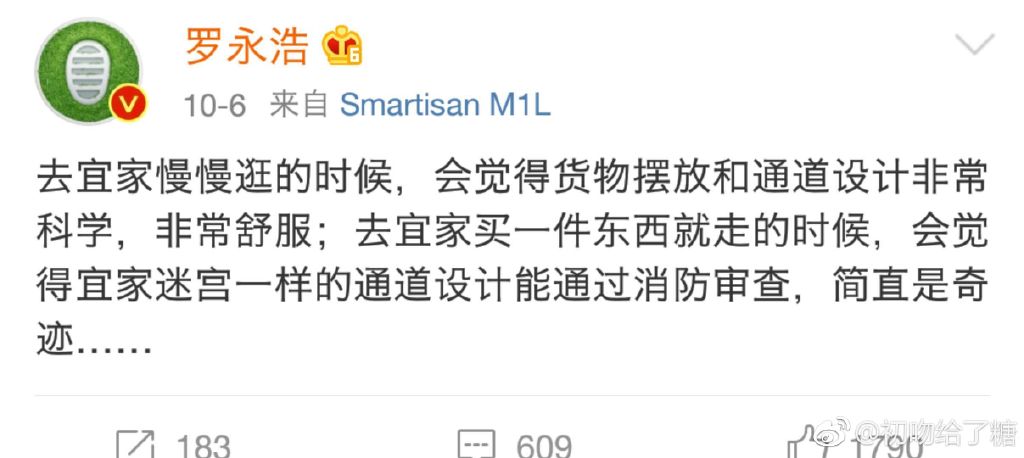 罗永浩 6
V
10-6 来自 Smartisan M1L
去宜家慢慢逛的时候，会觉得货物摆放和通道设计非常
科学，非常舒服；去宜家买一件东西就走的时候，会觉
得宜家迷宫一样的通道设计能通过消防审查，简直是奇
迹......
183 609 1790
@初吻给了糖